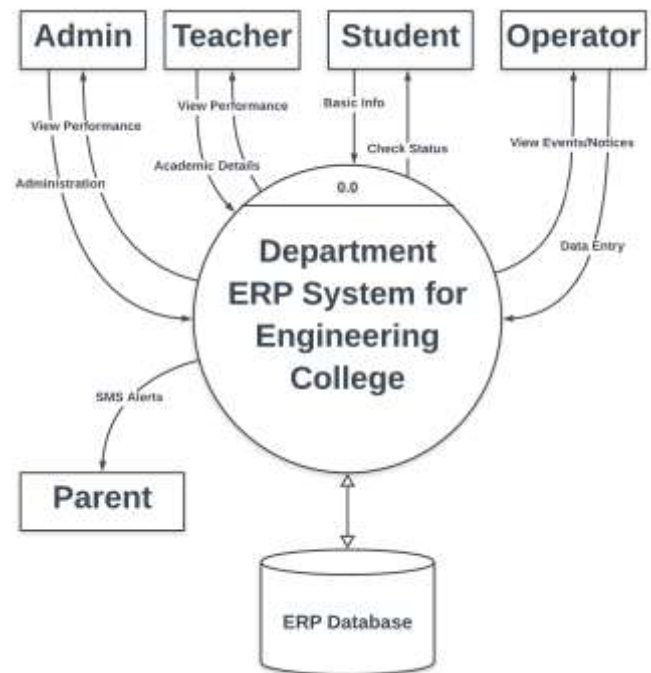 Admin
Teacher
Student
Operator
View Performance
Administration
View Performance
Academic Details
Basic Info
Check Status
View Events/Notices
Data Entry
0.0
Department
ERP System for
Engineering
College
SMS Alerts
Parent
ERP Database